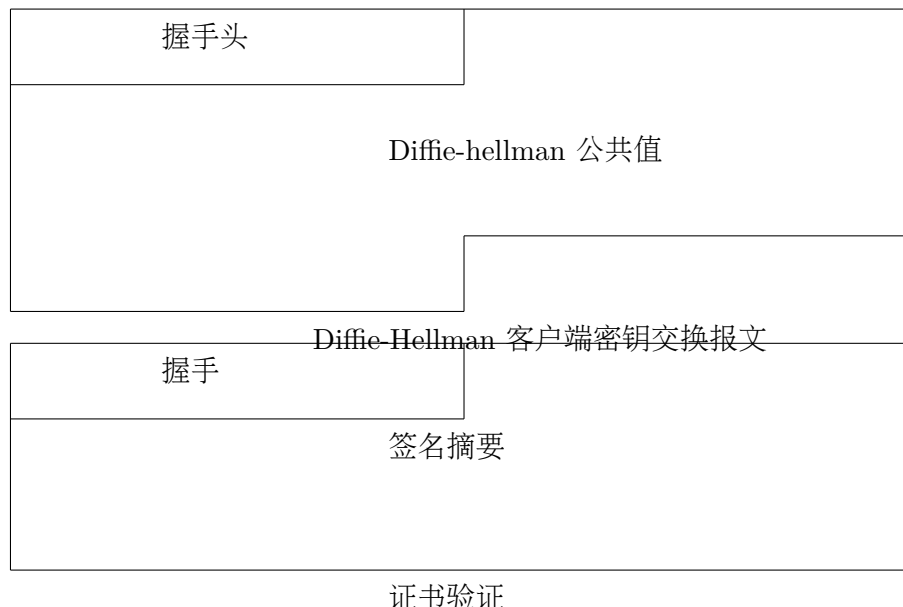 握手头
Diffie-hellman 公共值
Diffie-Hellman 客户端密钥交换报文
握手
签名摘要
证书验证